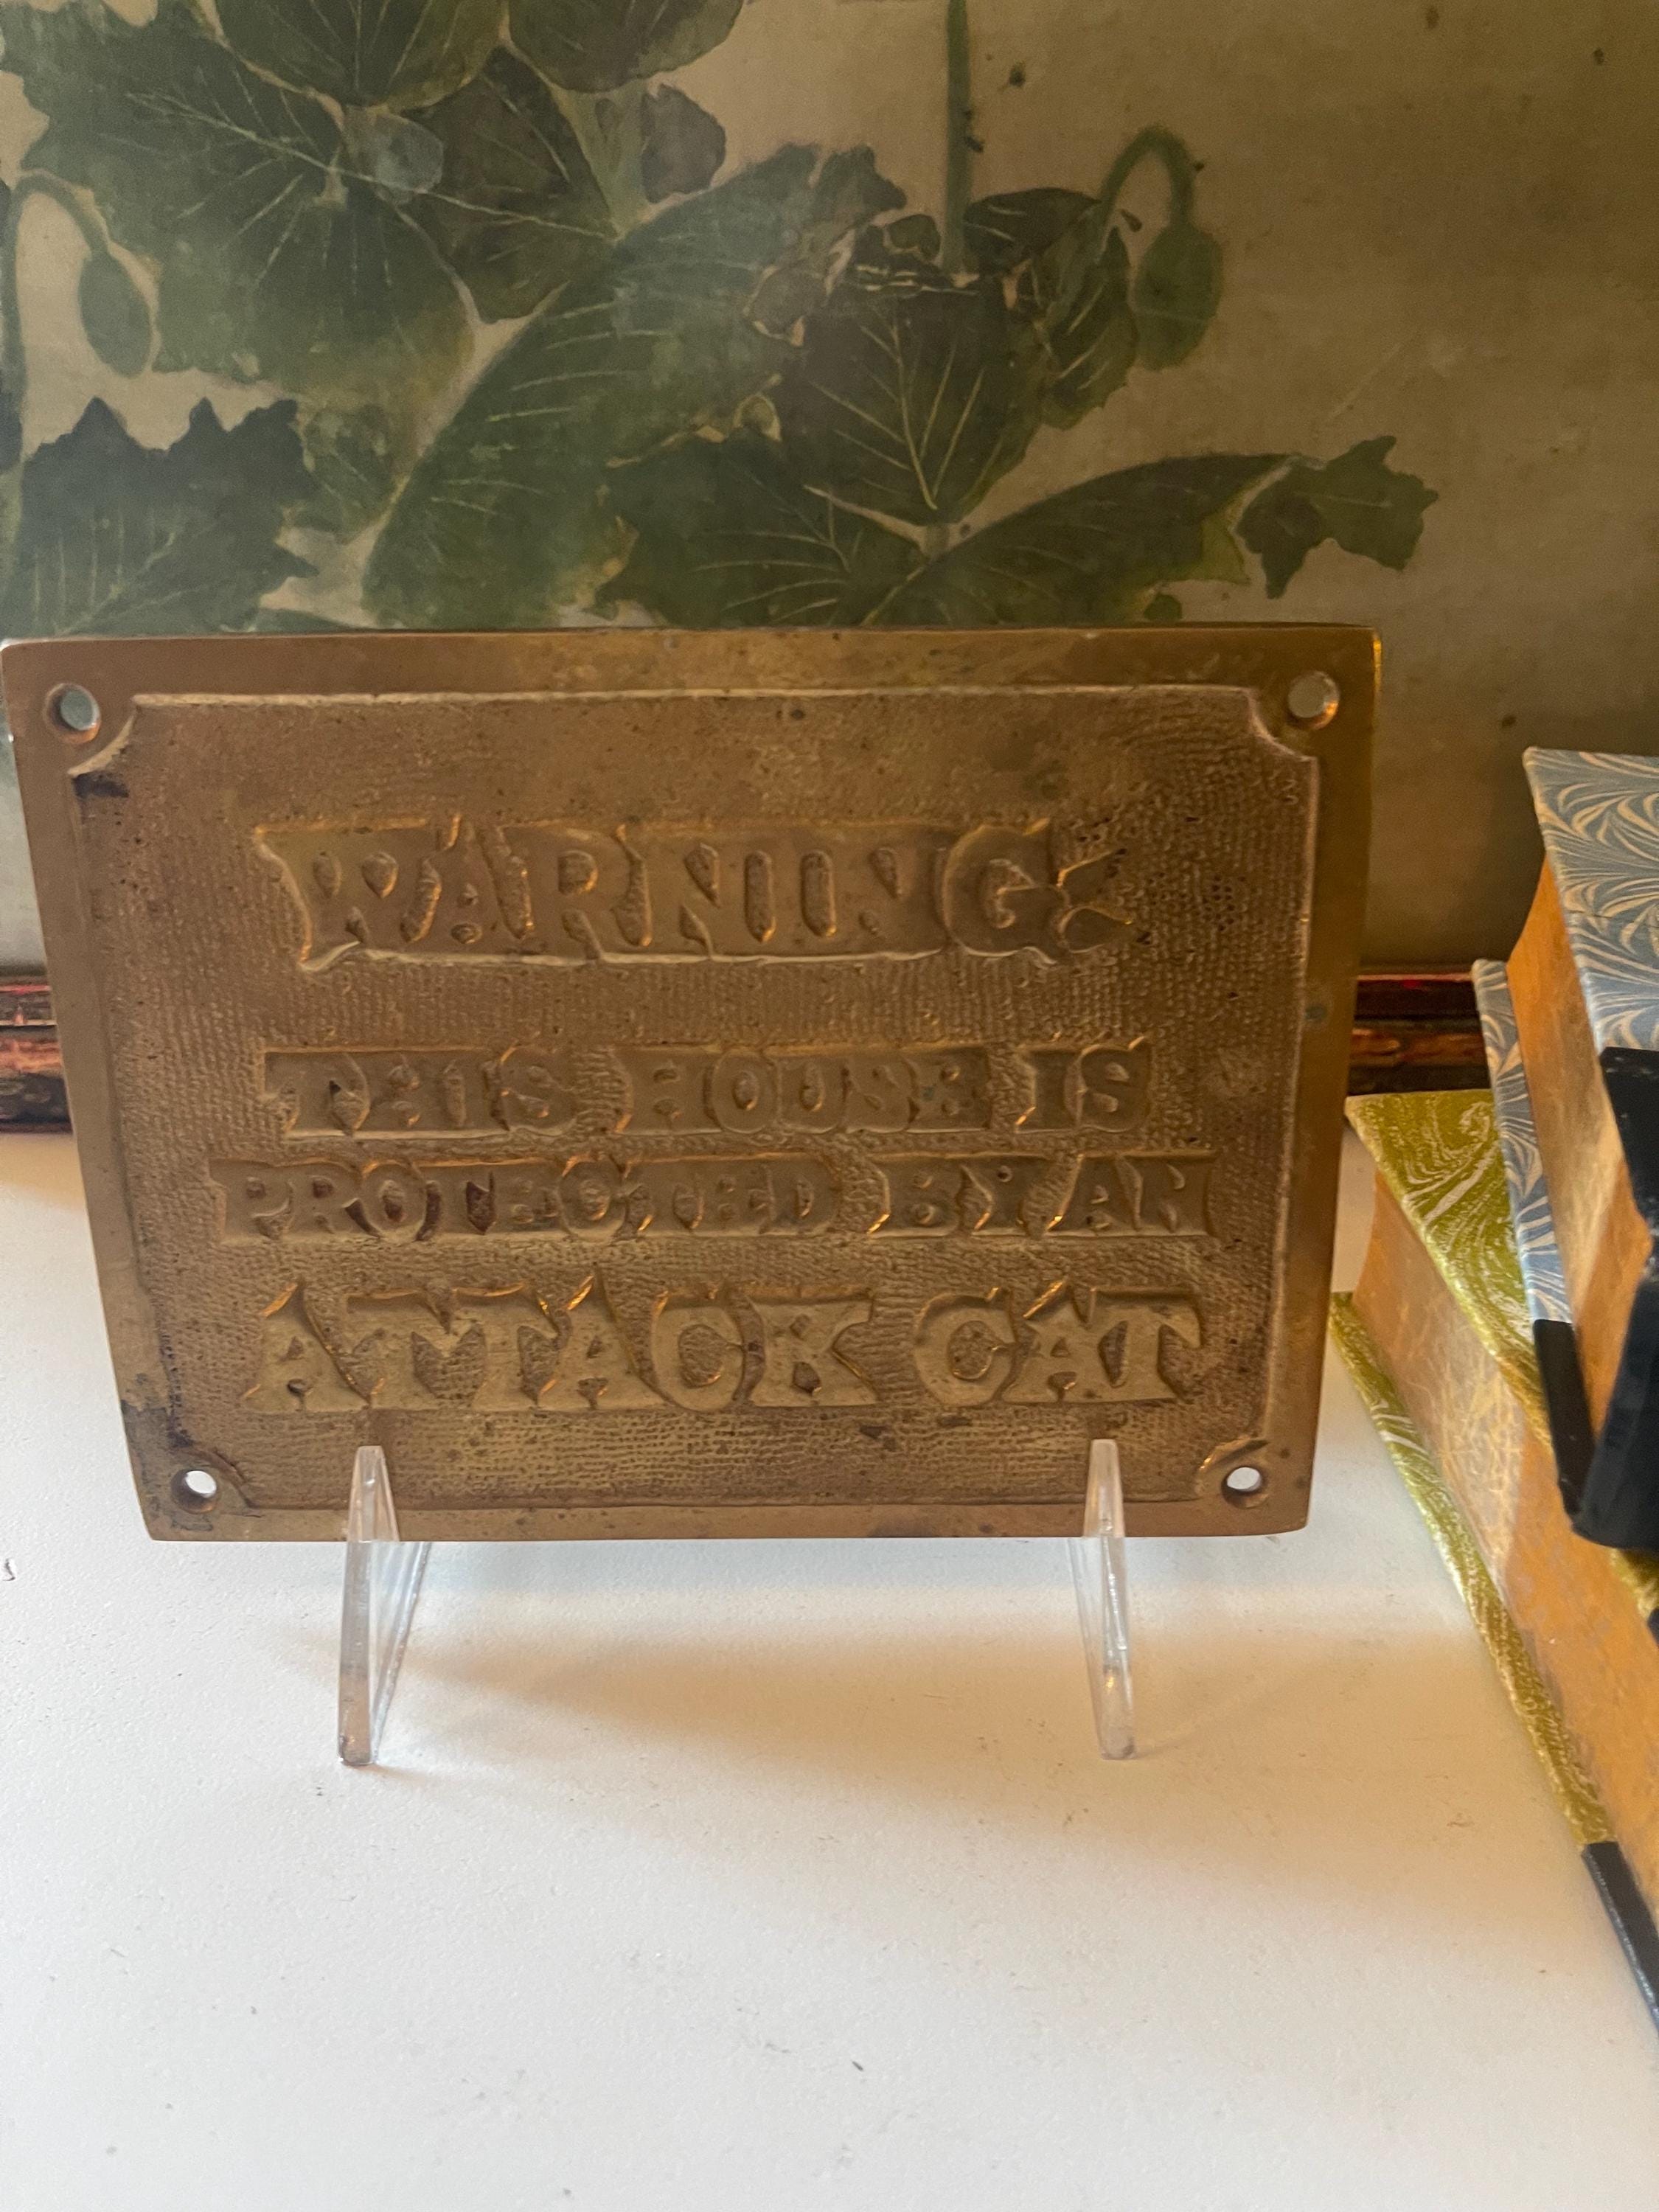 WARNING:
THIS HOUSE IS
PROTECTED BY AN
ATTACK CAT